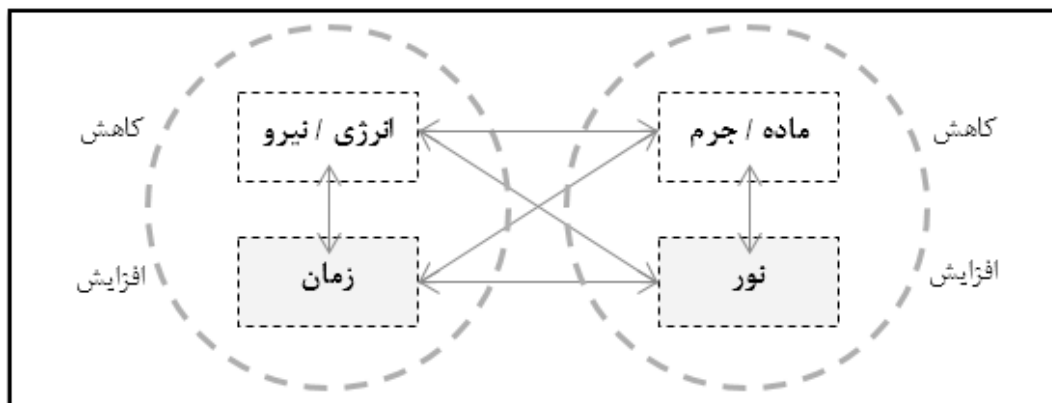 کاهش
ماده / جرم
انرژی / نیرو
کاهش
افزایش
نور
زمان
افزایش